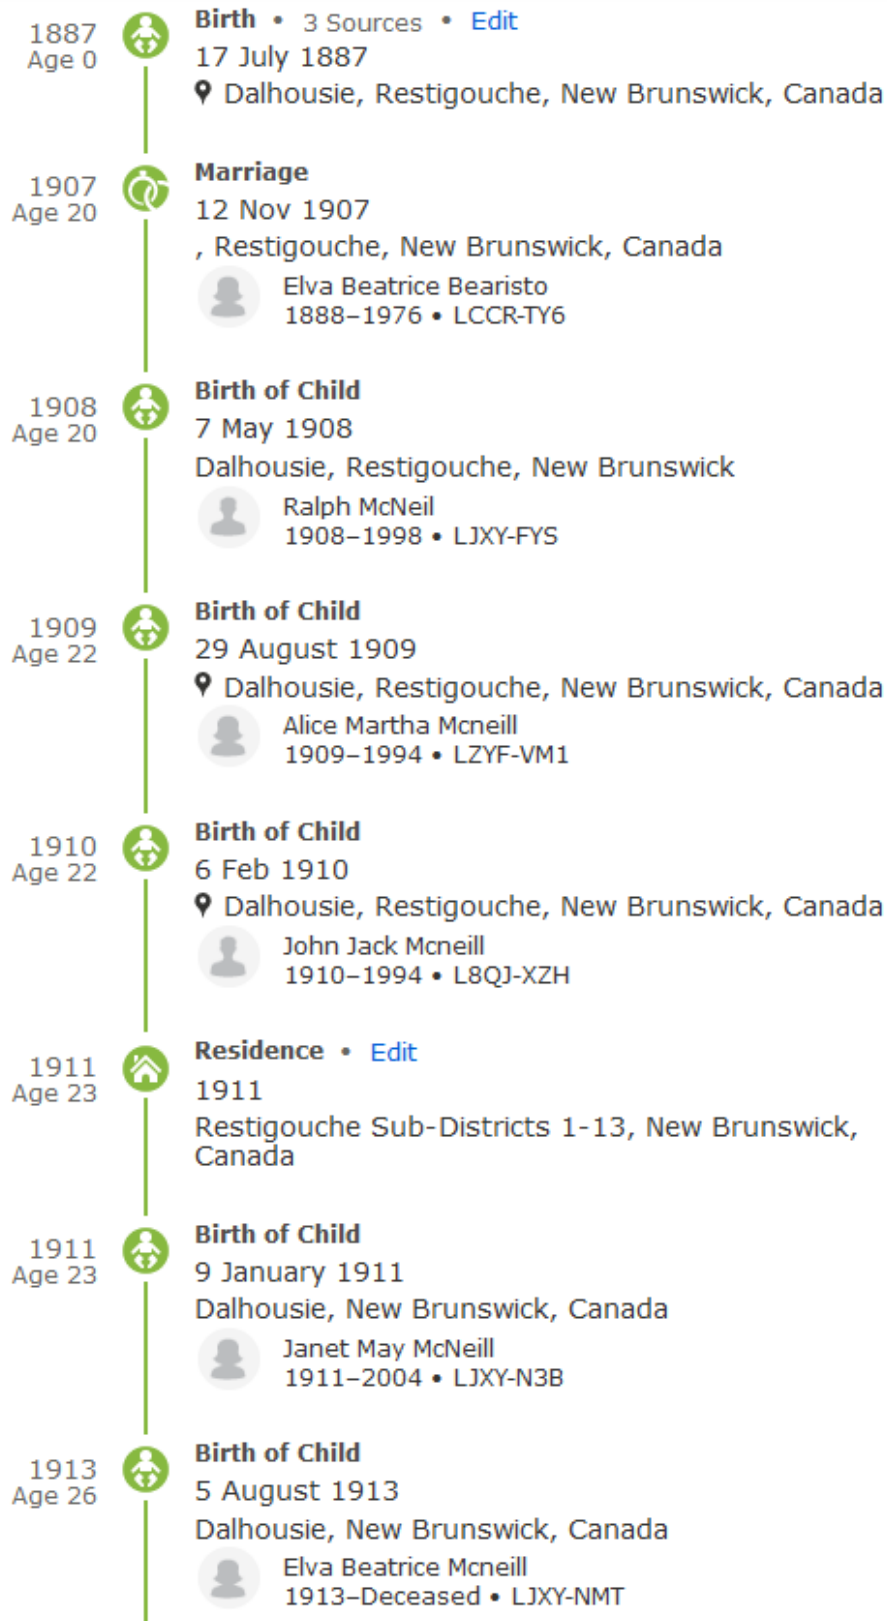 1887
Age 0
Birth • 3 Sources • Edit
17 July 1887
Dalhousie, Restigouche, New Brunswick, Canada
1907
Age 20
Marriage
12 Nov 1907
, Restigouche, New Brunswick, Canada
Elva Beatrice Bearisto
1888–1976 • LCCR-TY6
1908
Age 20
Birth of Child
7 May 1908
Dalhousie, Restigouche, New Brunswick
Ralph McNeil
1908–1998 • LJXY-FYS
1909
Age 22
Birth of Child
29 August 1909
Dalhousie, Restigouche, New Brunswick, Canada
Alice Martha Mcneill
1909–1994 • LZYF-VM1
1910
Age 22
Birth of Child
6 Feb 1910
Dalhousie, Restigouche, New Brunswick, Canada
John Jack Mcneill
1910–1994 • L8QJ-XZH
1911
Age 23
Residence • Edit
1911
Restigouche Sub-Districts 1-13, New Brunswick,
Canada
1911
Age 23
Birth of Child
9 January 1911
Dalhousie, New Brunswick, Canada
Janet May McNeill
1911–2004 • LJXY-N3B
1913
Age 26
Birth of Child
5 August 1913
Dalhousie, New Brunswick, Canada
Elva Beatrice Mcneill
1913–Deceased • LJXY-NMT